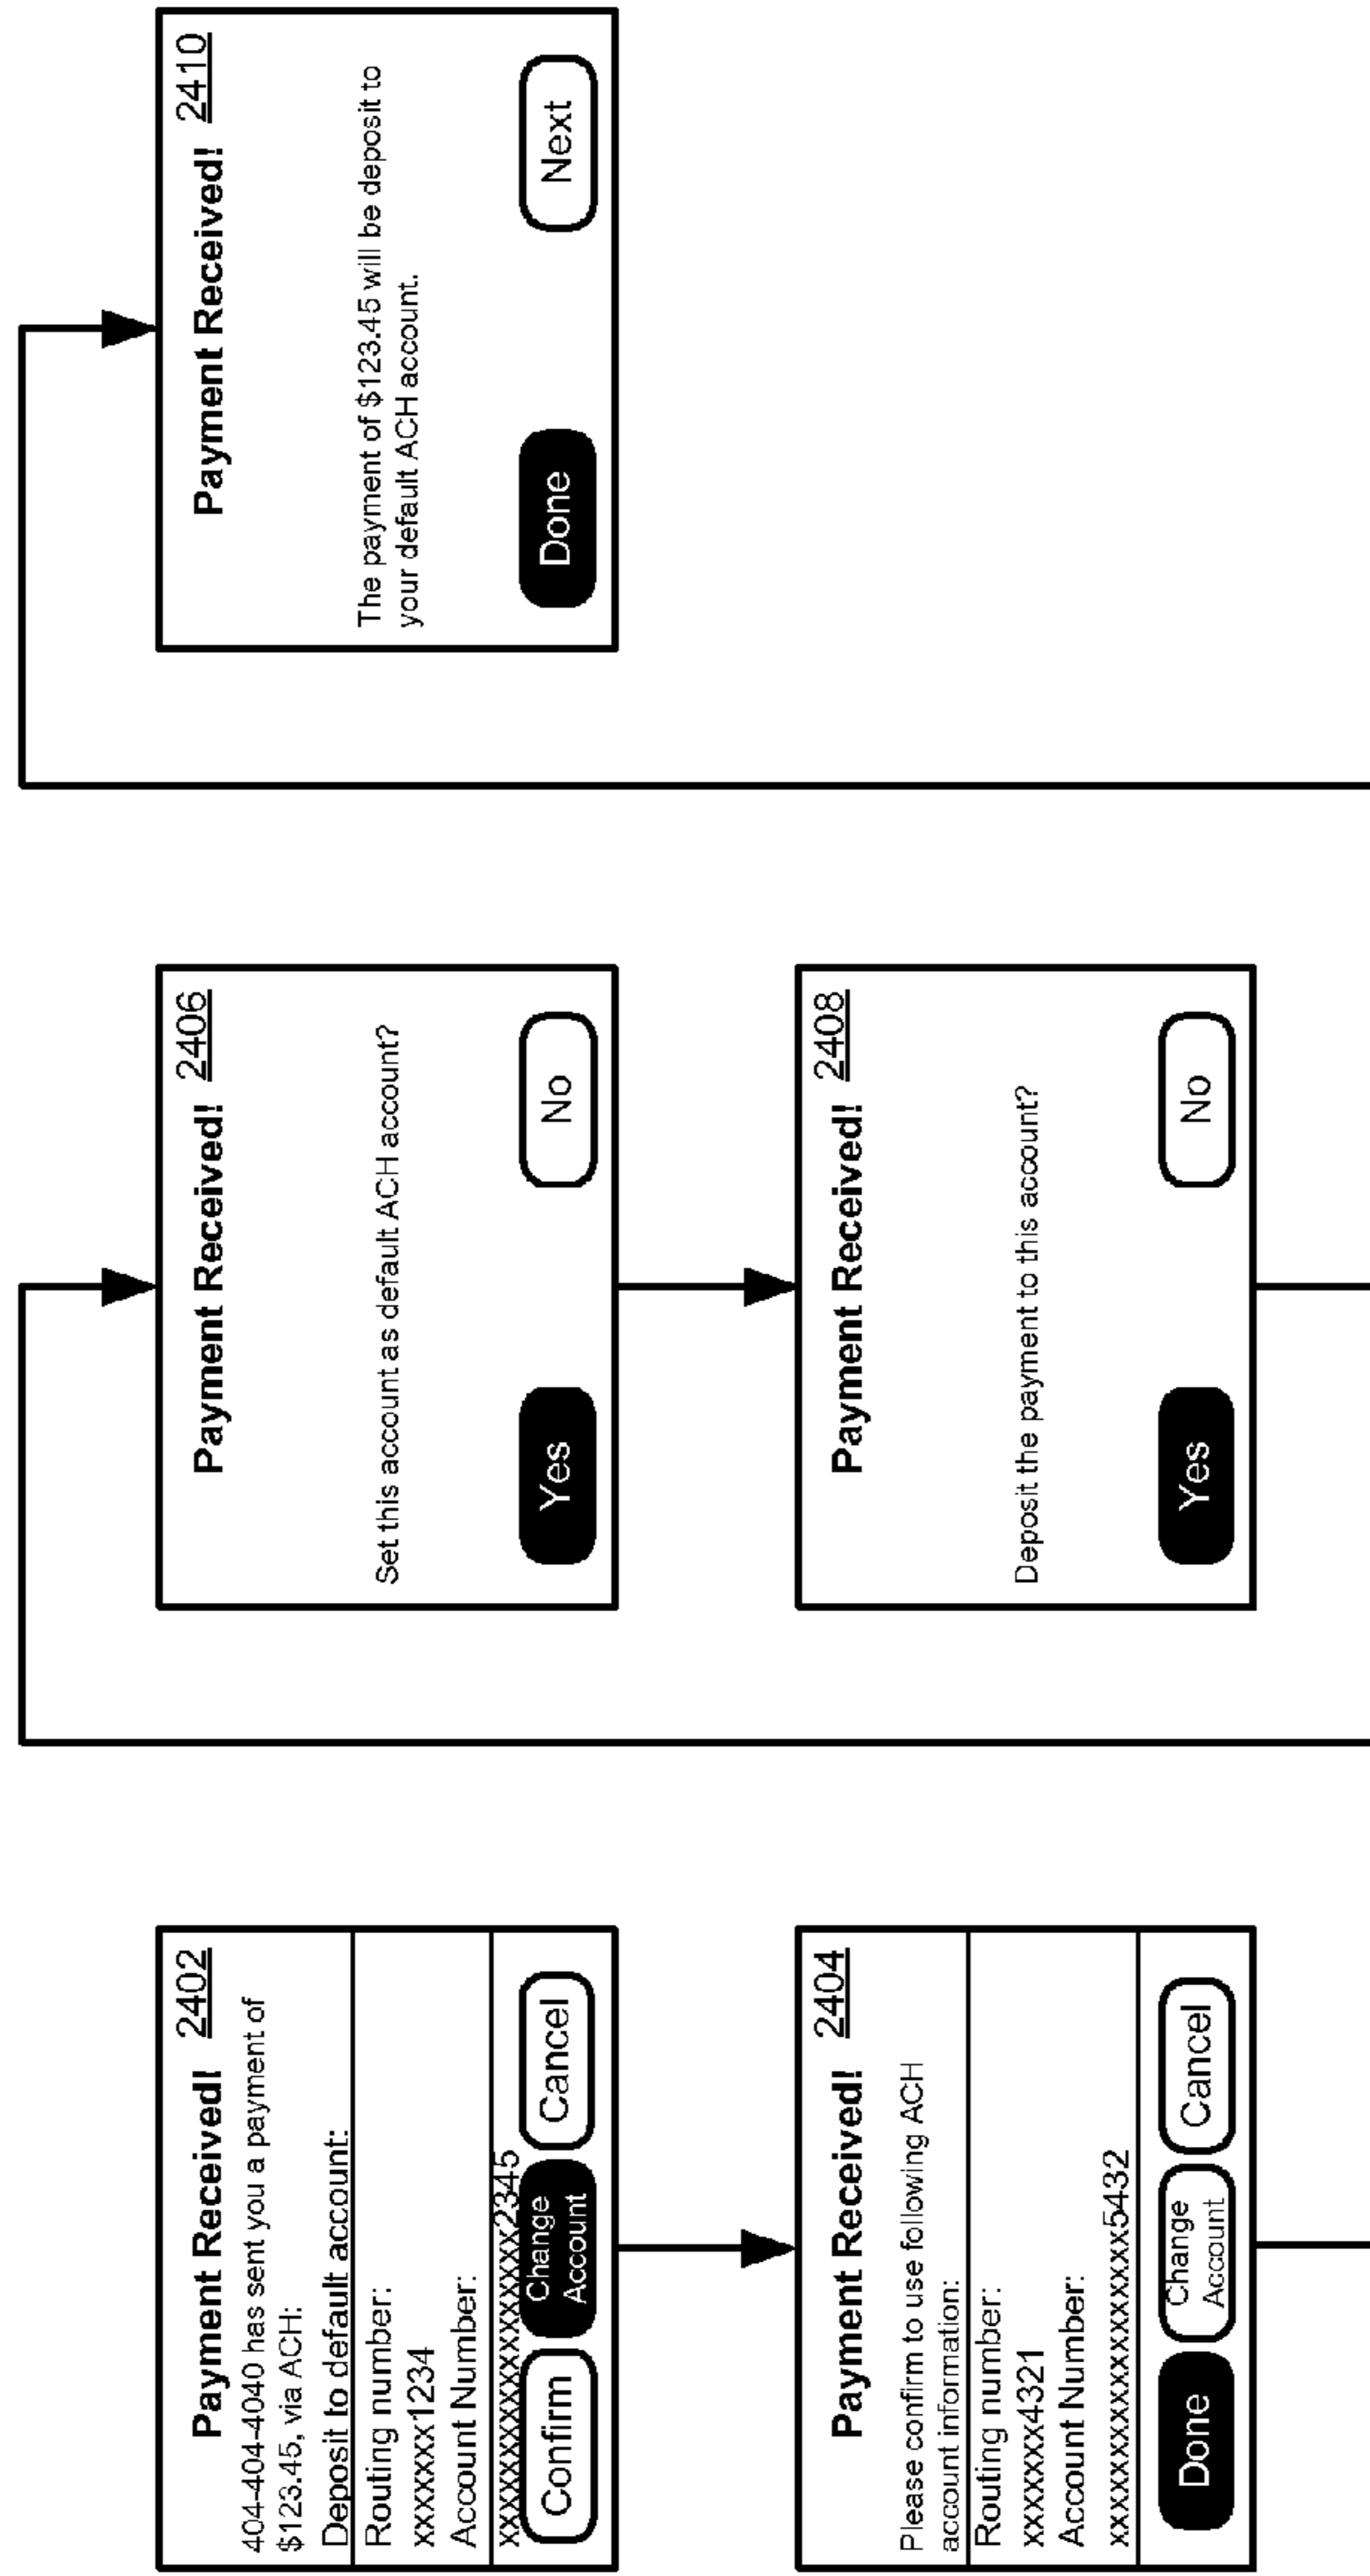 Payment Received! 2402
404-404-4040 has sent you a payment of
$123.45, via ACH:
Deposit to default account:
Routing number:
xxxxxxx1234
Account Number:
xxxxxxxxxxxxxxxxxxxxx2345
Confirm
Change
Account
Cancel
Payment Received! 2404
Please confirm to use following ACH
account information:
Routing number:
xxxxxxx4321
Account Number:
xxxxxxxxxxxxxxxxxxxxx5432
Done
Change
Account
Cancel
Payment Received! 2406
Set this account as default ACH account?
Yes
No
Payment Received! 2408
Deposit the payment to this account?
Yes
No
Payment Received! 2410
The payment of $123.45 will be deposit to
your default ACH account.
Done
Next